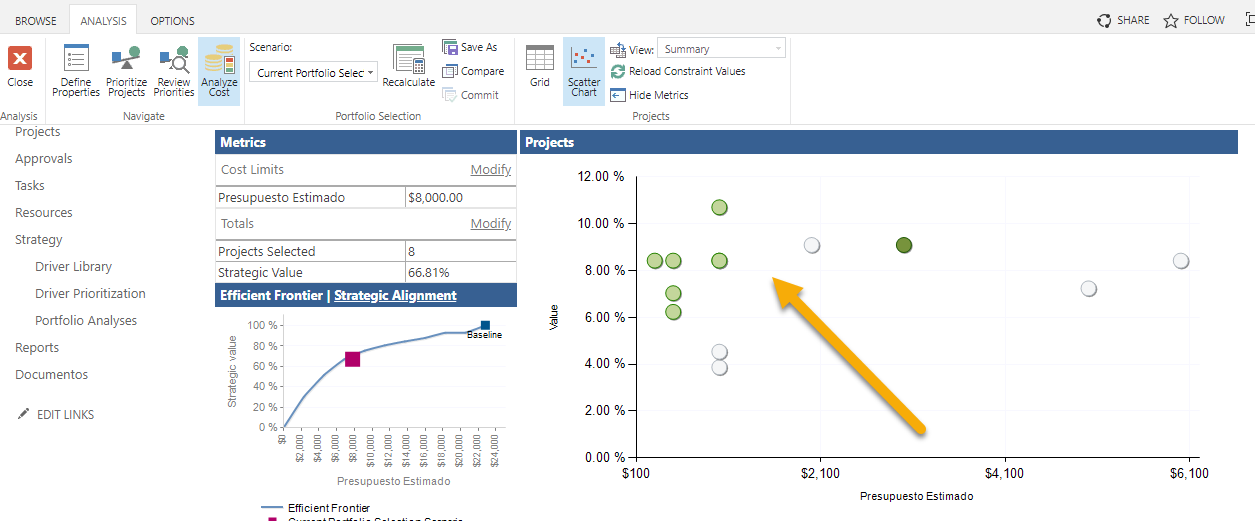 BROWSE ANALYSIS OPTIONS SHARE FOLLOW
Close
Analysis
Define Properties
Prioritize Projects
Review Priorities
Analyze Cost
Navigate
Scenario:
Current Portfolio Selec
Recalculate
Save As
Compare
Commit
Portfolio Selection
Grid
Scatter Chart
View: Summary
Reload Constraint Values
Hide Metrics
Projects
Projects
Approvals
Tasks
Resources
Strategy
Driver Library
Driver Prioritization
Portfolio Analyses
Reports
Documentos
EDIT LINKS
Metrics
Cost Limits Modify
Presupuesto Estimado $8,000.00
Totals Modify
Projects Selected 8
Strategic Value 66.81%
Efficient Frontier | Strategic Alignment
Strategic value
100 %
80 %
60 %
40 %
20 %
0 %
Baseline
$0 $2,000 $4,000 $6,000 $8,000 $10,000 $12,000 $14,000 $16,000 $18,000 $20,000 $22,000 $24,000
Presupuesto Estimado
Efficient Frontier
Current Portfolio Selection Scenario
Projects
Value
12.00 %
10.00 %
8.00 %
6.00 %
4.00 %
2.00 %
0.00 %
$100 $2,100 $4,100 $6,100
Presupuesto Estimado